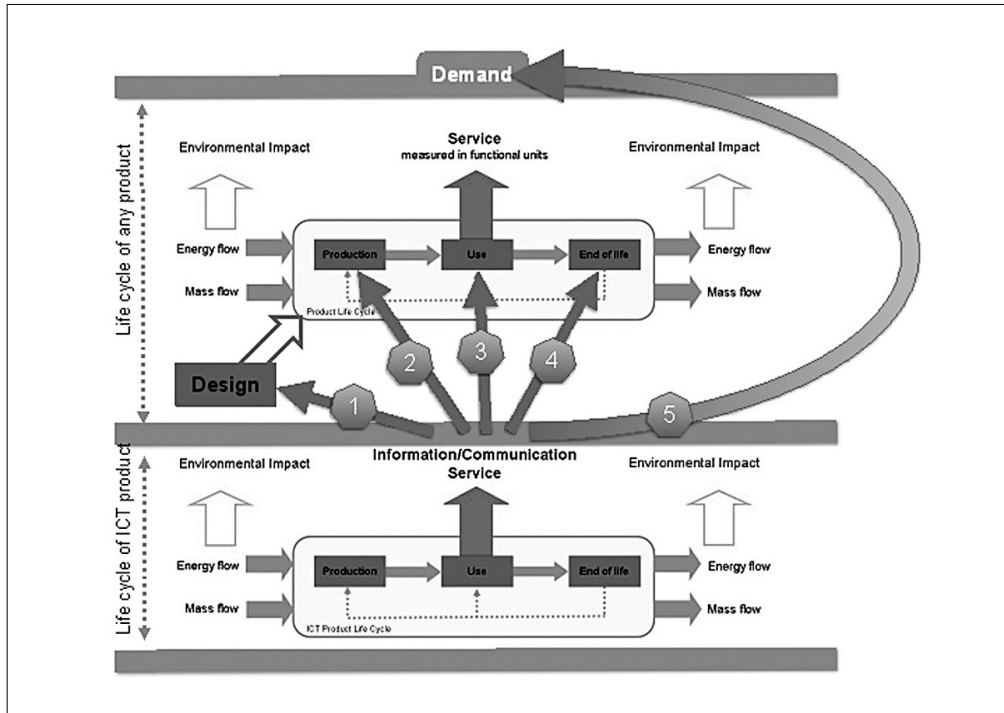 Demand
Life cycle of any product
Environmental Impact
Service
measured in functional units
Environmental Impact
Energy flow
Mass flow
Production
Use
End of life
Product Life Cycle
Energy flow
Mass flow
Design
1
2
3
4
5
Life cycle of ICT product
Information/Communication
Service
Environmental Impact
Environmental Impact
Energy flow
Mass flow
Production
Use
End of life
ICT Product Life Cycle
Energy flow
Mass flow